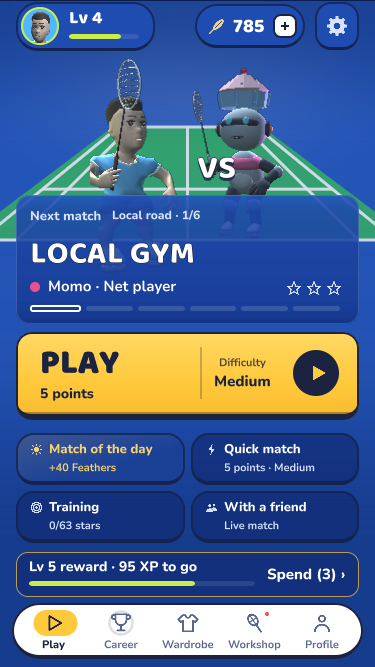 Lv 4
785
VS
Next match Local road · 1/6
LOCAL GYM
Momo · Net player
PLAY
5 points
Difficulty
Medium
Match of the day
+40 Feathers
Quick match
5 points · Medium
Training
0/63 stars
With a friend
Live match
Lv 5 reward · 95 XP to go
Spend (3) ›
Play
Career
Wardrobe
Workshop
Profile